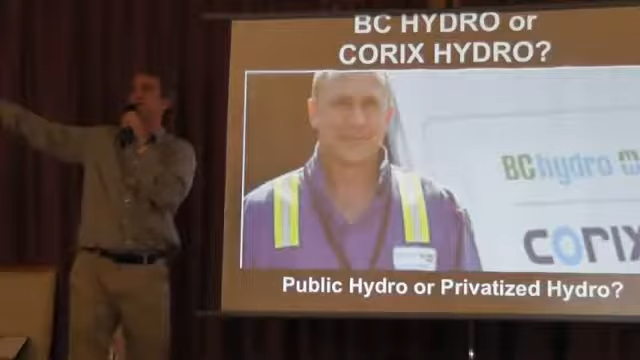 BC HYDRO or
CORIX HYDRO?
BChydro
CORIX
Public Hydro or Privatized Hydro?